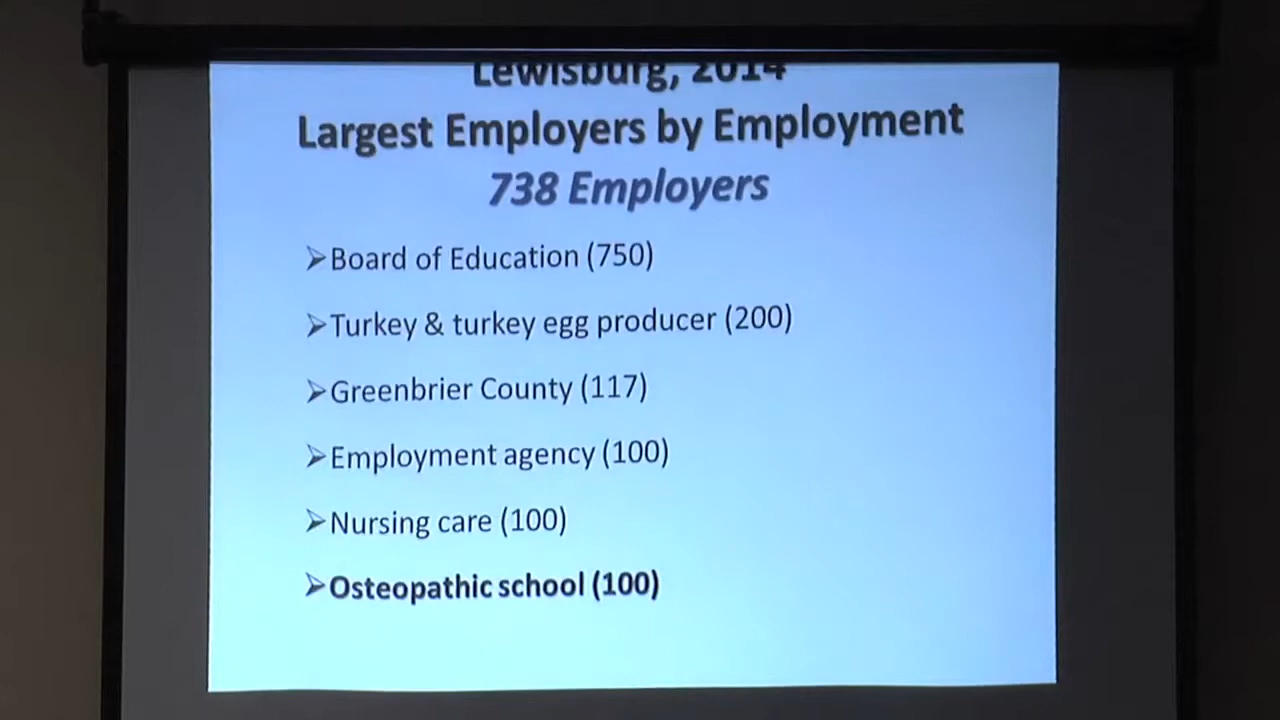 Lewisburg, 2014
Largest Employers by Employment
738 Employers
➢Board of Education (750)
➢Turkey & turkey egg producer (200)
➢Greenbrier County (117)
➢Employment agency (100)
➢Nursing care (100)
➢Osteopathic school (100)